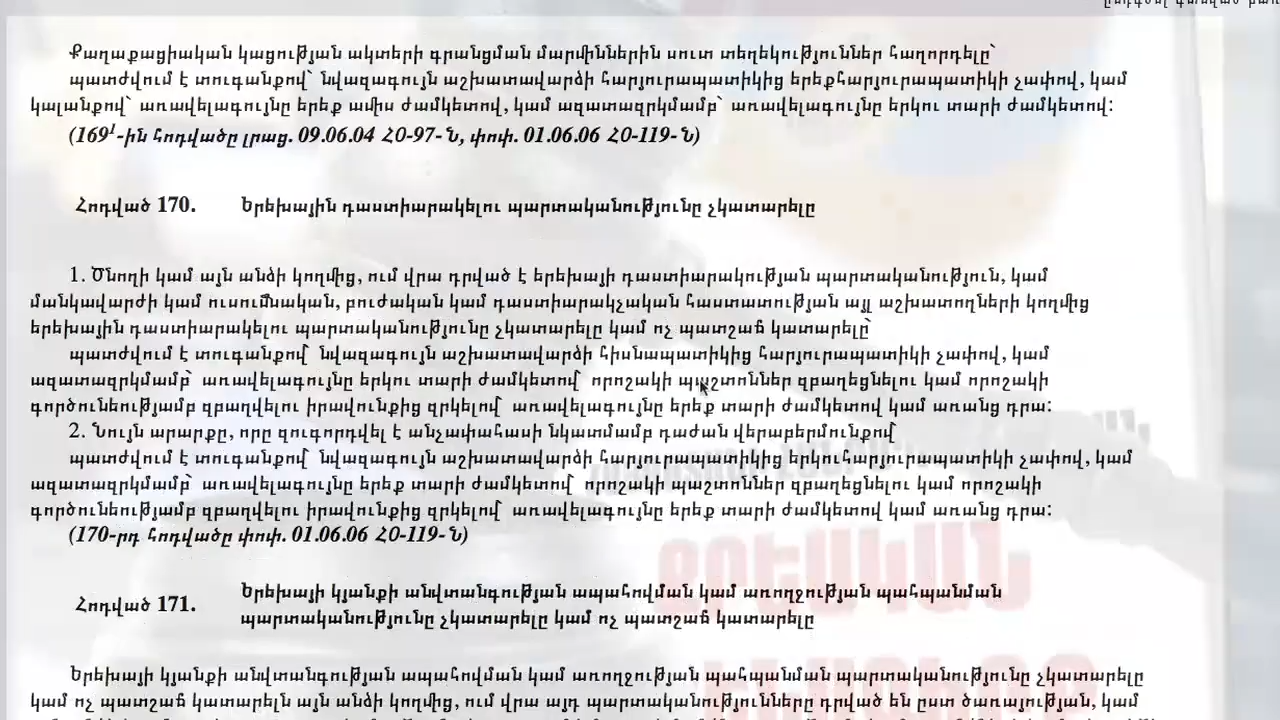 Քաղաքացիական կացության ակտերի գրանցման մարմիններին սուտ տեղեկություններ հաղորդելը՝
պատժվում է տուգանքով՝ նվազագույն աշխատավարձի հարյուրապատիկից երեքհարյուրապատիկի չափով, կամ
կալանքով՝ առավելագույնը երեք ամիս ժամկետով, կամ ազատազրկմամբ՝ առավելագույնը երկու տարի ժամկետով:
(169¹-ին հոդվածը լրաց. 09.06.04 ՀՕ-97-Ն, փոփ. 01.06.06 ՀՕ-119-Ն)
Հոդված 170. Երեխային դաստիարակելու պարտականությունը չկատարելը
1. Ծնողի կամ այն անձի կողմից, ում վրա դրված է երեխայի դաստիարակության պարտականություն, կամ
մանկավարժի կամ ուսումնական, բուժական կամ դաստիարակչական հաստատության այլ աշխատողների կողմից
երեխային դաստիարակելու պարտականությունը չկատարելը կամ ոչ պատշաճ կատարելը՝
պատժվում է տուգանքով՝ նվազագույն աշխատավարձի հիսնապատիկից հարյուրապատիկի չափով, կամ
ազատազրկմամբ՝ առավելագույնը երկու տարի ժամկետով՝ որոշակի պաշտոններ զբաղեցնելու կամ որոշակի
գործունեությամբ զբաղվելու իրավունքից զրկելով՝ առավելագույնը երեք տարի ժամկետով կամ առանց դրա:
2. Նույն արարքը, որը զուգորդվել է անչափահասի նկատմամբ դաժան վերաբերմունքով՝
պատժվում է տուգանքով՝ նվազագույն աշխատավարձի հարյուրապատիկից երկուհարյուրապատիկի չափով, կամ
ազատազրկմամբ՝ առավելագույնը երեք տարի ժամկետով՝ որոշակի պաշտոններ զբաղեցնելու կամ որոշակի
գործունեությամբ զբաղվելու իրավունքից զրկելով՝ առավելագույնը երեք տարի ժամկետով կամ առանց դրա:
(170-րդ հոդվածը փոփ. 01.06.06 ՀՕ-119-Ն)
ՔՐԵԱԿԱՆ
Հոդված 171. Երեխայի կյանքի անվտանգության ապահովման կամ առողջության պահպանման
պարտականությունը չկատարելը կամ ոչ պատշաճ կատարելը
Երեխայի կյանքի անվտանգության ապահովման կամ առողջության պահպանման պարտականությունը չկատարելը
կամ ոչ պատշաճ կատարելն այն անձի կողմից, ում վրա այդ պարտականությունները դրված են ըստ ծառայության, կամ